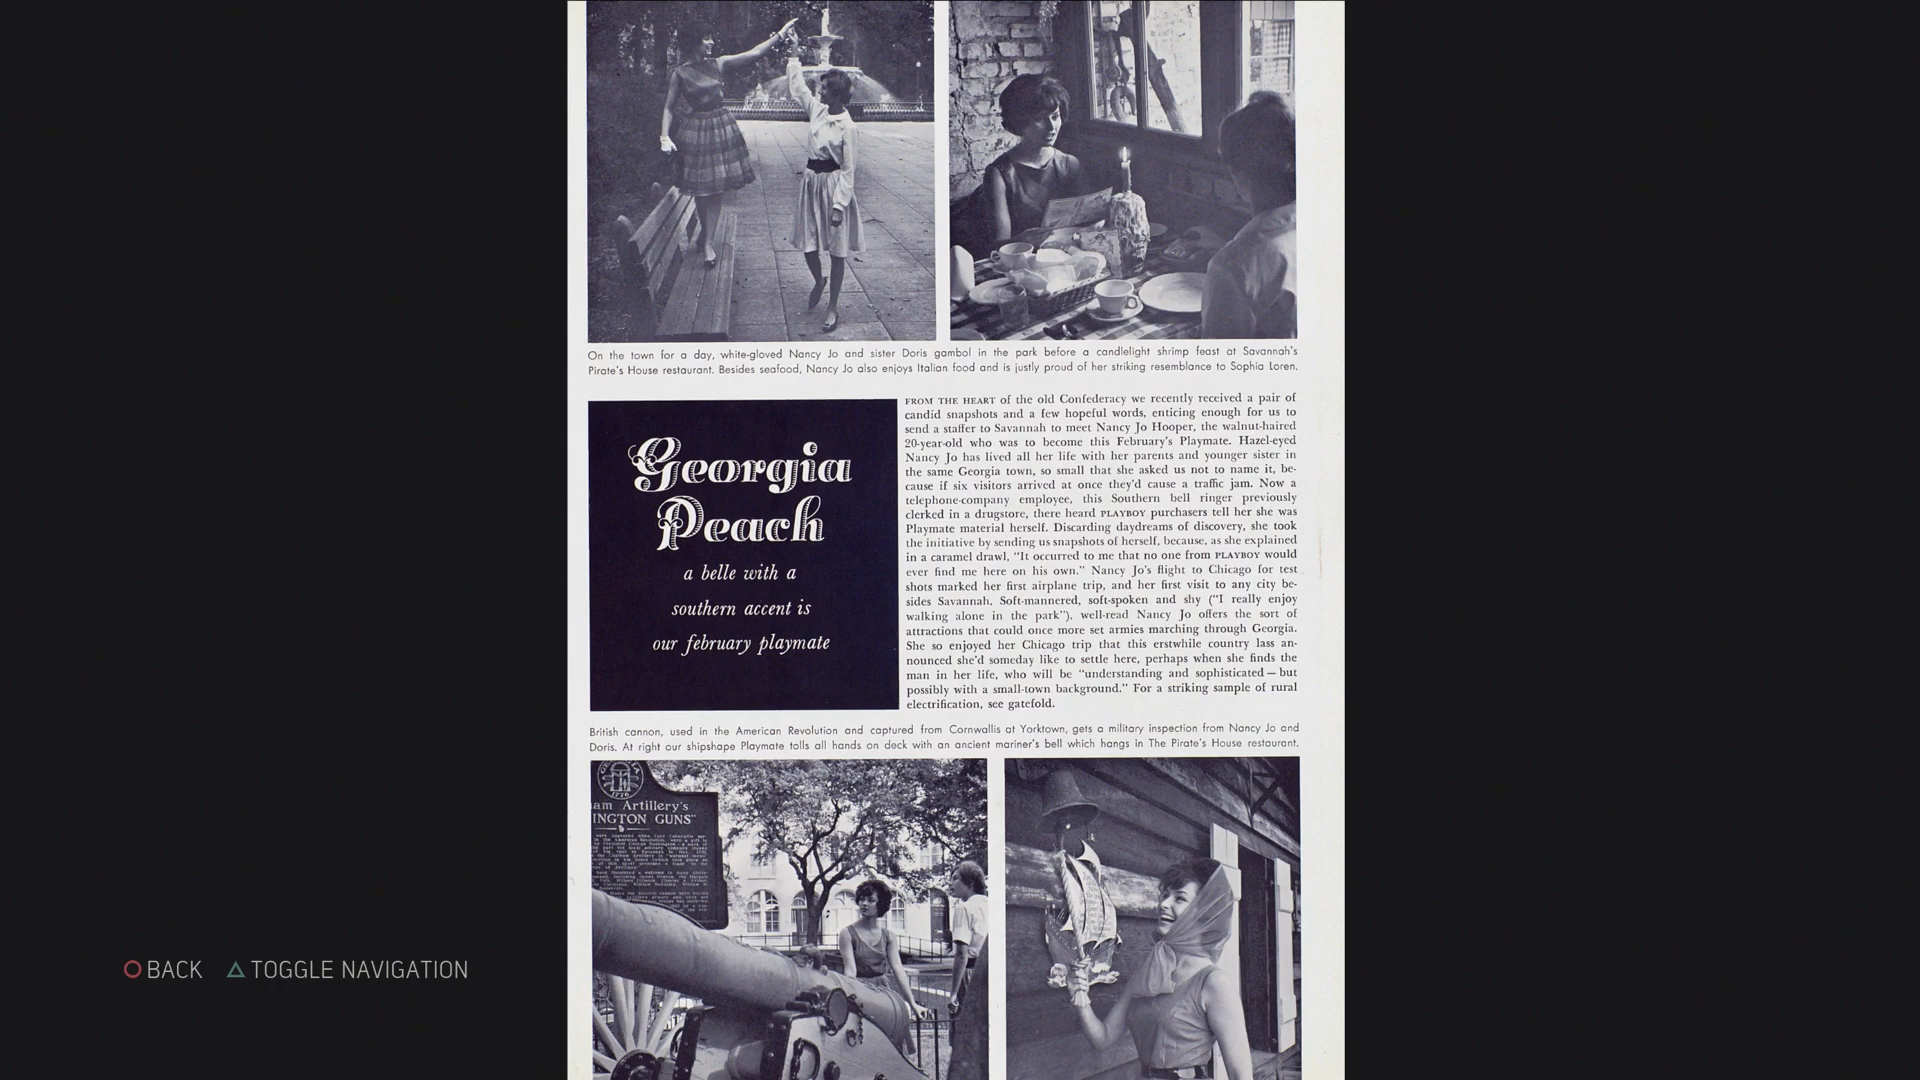 On the town for a day, white-gloved Nancy Jo and sister Doris gambol in the park before a candlelight shrimp feast at Savannah's
Pirate's House restaurant. Besides seafood, Nancy Jo also enjoys Italian food and is justly proud of her striking resemblance to Sophia Loren.
Georgia
Peach
a belle with a
southern accent is
our february playmate
FROM THE HEART of the old Confederacy we recently received a pair of
candid snapshots and a few hopeful words, enticing enough for us to
send a staffer to Savannah to meet Nancy Jo Hooper, the walnut-haired
20-year-old who was to become this February's Playmate. Hazel-eyed
Nancy Jo has lived all her life with her parents and younger sister in
the same Georgia town, so small that she asked us not to name it, be-
cause if six visitors arrived at once they'd cause a traffic jam. Now a
telephone-company employee, this Southern bell ringer previously
clerked in a drugstore, there heard PLAYBOY purchasers tell her she was
Playmate material herself. Discarding daydreams of discovery, she took
the initiative by sending us snapshots of herself, because, as she explained
in a caramel drawl, "It occurred to me that no one from PLAYBOY would
ever find me here on his own." Nancy Jo's flight to Chicago for test
shots marked her first airplane trip, and her first visit to any city be-
sides Savannah. Soft-mannered, soft-spoken and shy ("I really enjoy
walking alone in the park"), well-read Nancy Jo offers the sort of
attractions that could once more set armies marching through Georgia.
She so enjoyed her Chicago trip that this erstwhile country lass an-
nounced she'd someday like to settle here, perhaps when she finds the
man in her life, who will be "understanding and sophisticated — but
possibly with a small-town background." For a striking sample of rural
electrification, see gatefold.
British cannon, used in the American Revolution and captured from Cornwallis at Yorktown, gets a military inspection from Nancy Jo and
Doris. At right our shipshape Playmate tolls all hands on deck with an ancient mariner's bell which hangs in The Pirate's House restaurant.
1776
am Artillery's
INGTON GUNS"
BACK TOGGLE NAVIGATION